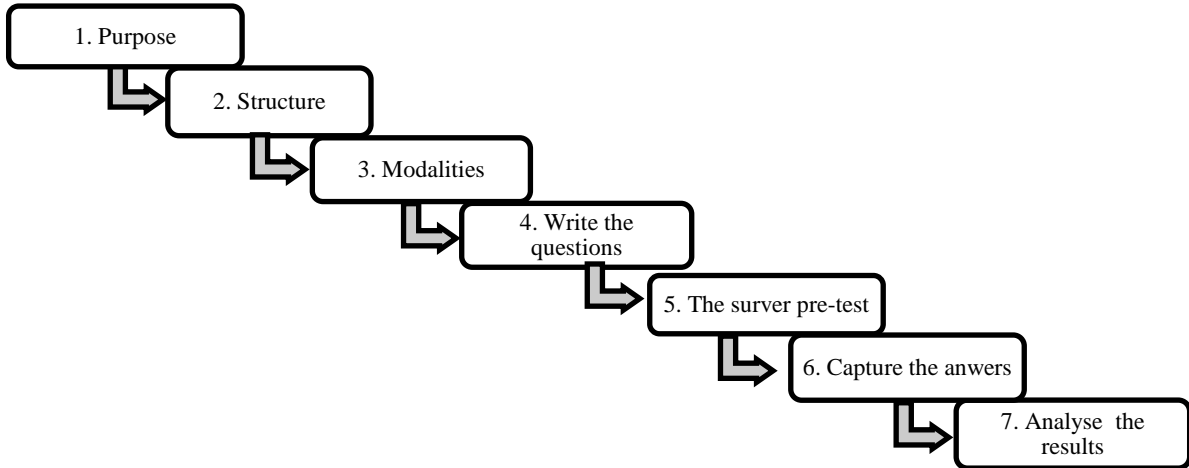 1. Purpose
2. Structure
3. Modalities
4. Write the
questions
5. The surver pre-test
6. Capture the anwers
7. Analyse the
results